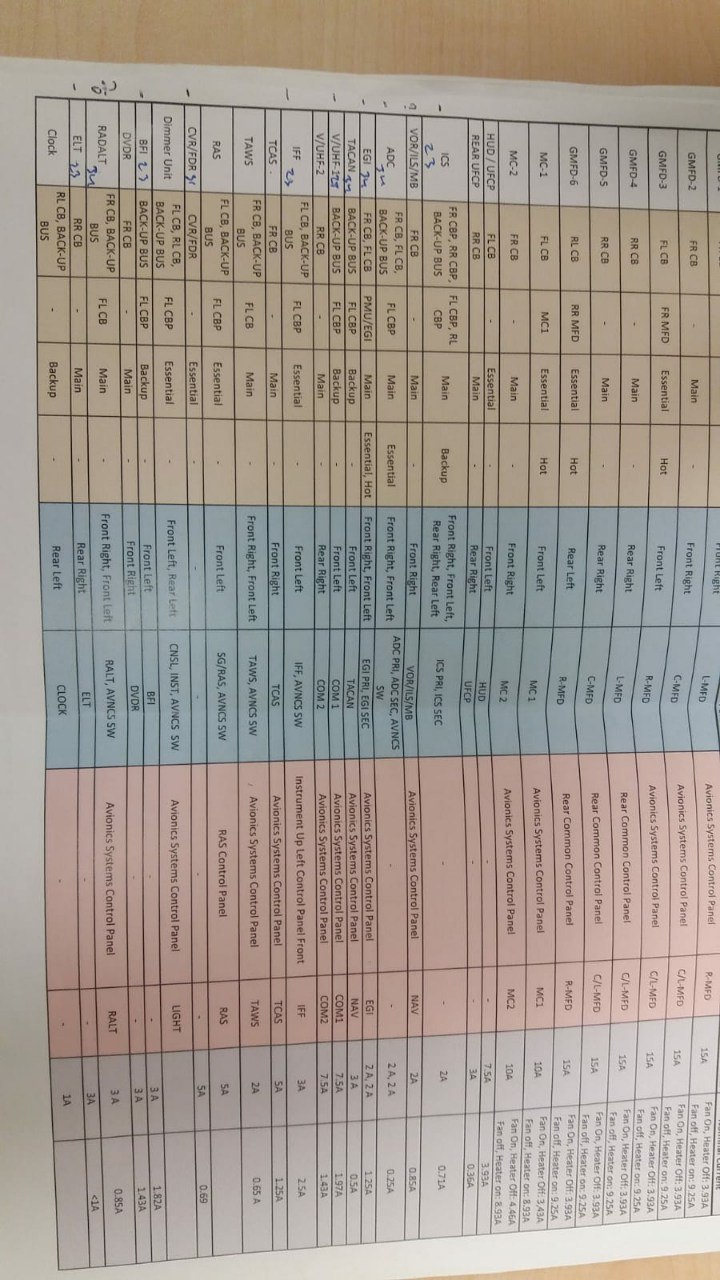 Front Right L-MFD Avionics Systems Control Panel R-MFD 15A Fan On, Heater Off: 3.93A
Fan off, Heater on: 9.25A
GMFD-2 FR CB - Main Front Right C-MFD Avionics Systems Control Panel C/L-MFD 15A Fan On, Heater Off: 3.93A
Fan off, Heater on: 9.25A
GMFD-3 FL CB FR MFD Essential Hot Front Left R-MFD Avionics Systems Control Panel C/L-MFD 15A Fan On, Heater Off: 3.93A
Fan off, Heater on: 9.25A
GMFD-4 RR CB - Main Rear Right L-MFD Rear Common Control Panel C/L-MFD 15A Fan On, Heater Off: 3.93A
Fan off, Heater on: 9.25A
GMFD-5 RR CB - Main Rear Right C-MFD Rear Common Control Panel C/L-MFD 15A Fan On, Heater Off: 3.93A
Fan off, Heater on: 9.25A
GMFD-6 RL CB RR MFD Essential Hot Rear Left R-MFD Rear Common Control Panel R-MFD 15A Fan On, Heater Off: 3.93A
Fan off, Heater on: 9.25A
MC-1 FL CB MC1 Essential Hot Front Left MC 1 Avionics Systems Control Panel MC1 10A Fan On, Heater Off: 3,43A
Fan off, Heater on: 8.93A
MC-2 FR CB - Main - Front Right MC 2 Avionics Systems Control Panel MC2 10A Fan On, Heater Off: 4.46A
Fan off, Heater on: 8.93A
HUD / UFCP FL CB - Essential Front Left HUD - - 7.5A 3.93A
REAR UFCP RR CB Main Rear Right UFCP - - 3A 0.36A
ICS FR CBP, RR CBP, FL CBP, RL Main Backup Front Right, Front Left, ICS PRI, ICS SEC - - 2A 0.71A
23 BACK-UP BUS CBP Rear Right, Rear Left
VOR/ILS/MB FR CB - Main - Front Right VOR/ILS/MB Avionics Systems Control Panel NAV 2A 0.85A
ADC FR CB, FL CB, FL CBP Main Essential Front Right, Front Left ADC PRI, ADC SEC, AVNCS - - 2 A, 2 A 0.25A
34 BACK-UP BUS SW
EGI 34 FR CB, FL CB PMU/EGI Main Essential, Hot Front Right, Front Left EGI PRI, EGI SEC Avionics Systems Control Panel EGI 2 A, 2 A 1.25A
TACAN 34 BACK-UP BUS FL CBP Backup - Front Left TACAN Avionics Systems Control Panel NAV 3 A 0.5A
V/UHF-1 BACK-UP BUS FL CBP Backup - Front Left COM 1 Avionics Systems Control Panel COM1 7.5A 1.97A
V/UHF-2 RR CB - Main - Rear Right COM 2 Avionics Systems Control Panel COM2 7.5A 1.43A
IFF 23 FL CB, BACK-UP FL CBP Essential - Front Left IFF, AVNCS SW Instrument Up Left Control Panel Front IFF 3A 2.5A
BUS
TCAS FR CB - Main - Front Right TCAS Avionics Systems Control Panel TCAS 5A 1.25A
TAWS FR CB, BACK-UP FL CB Main - Front Right, Front Left TAWS, AVNCS SW Avionics Systems Control Panel TAWS 2A 0.65 A
BUS
RAS FL CB, BACK-UP FL CBP Essential - Front Left SG/RAS, AVNCS SW RAS Control Panel RAS 5A
BUS
CVR/FDR CVR/FDR - Essential - - - - - 5A 0.69
Dimmer Unit FL CB, RL CB, FL CBP Essential - Front Left, Rear Left CNSL, INST, AVNCS SW Avionics Systems Control Panel LIGHT
BACK-UP BUS
BFI 23 BACK-UP BUS FL CBP Backup - Front Left BFI - - 3 A 1.82A
DVDR FR CB - Main - Front Right DVDR - - 3 A 1.43A
RADALT FR CB, BACK-UP FL CB Main - Front Right, Front Left RALT, AVNCS SW Avionics Systems Control Panel RALT 3 A 0.85A
34 BUS
ELT 23 RR CB - Main - Rear Right ELT - - 3A <1A
Clock RL CB, BACK-UP - Backup - Rear Left CLOCK - - 1A
BUS